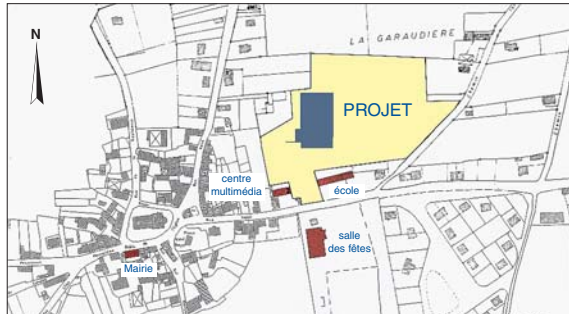 N
LA GARAUDIERE
PROJET
centre
multimédia
école
salle
des fêtes
Mairie